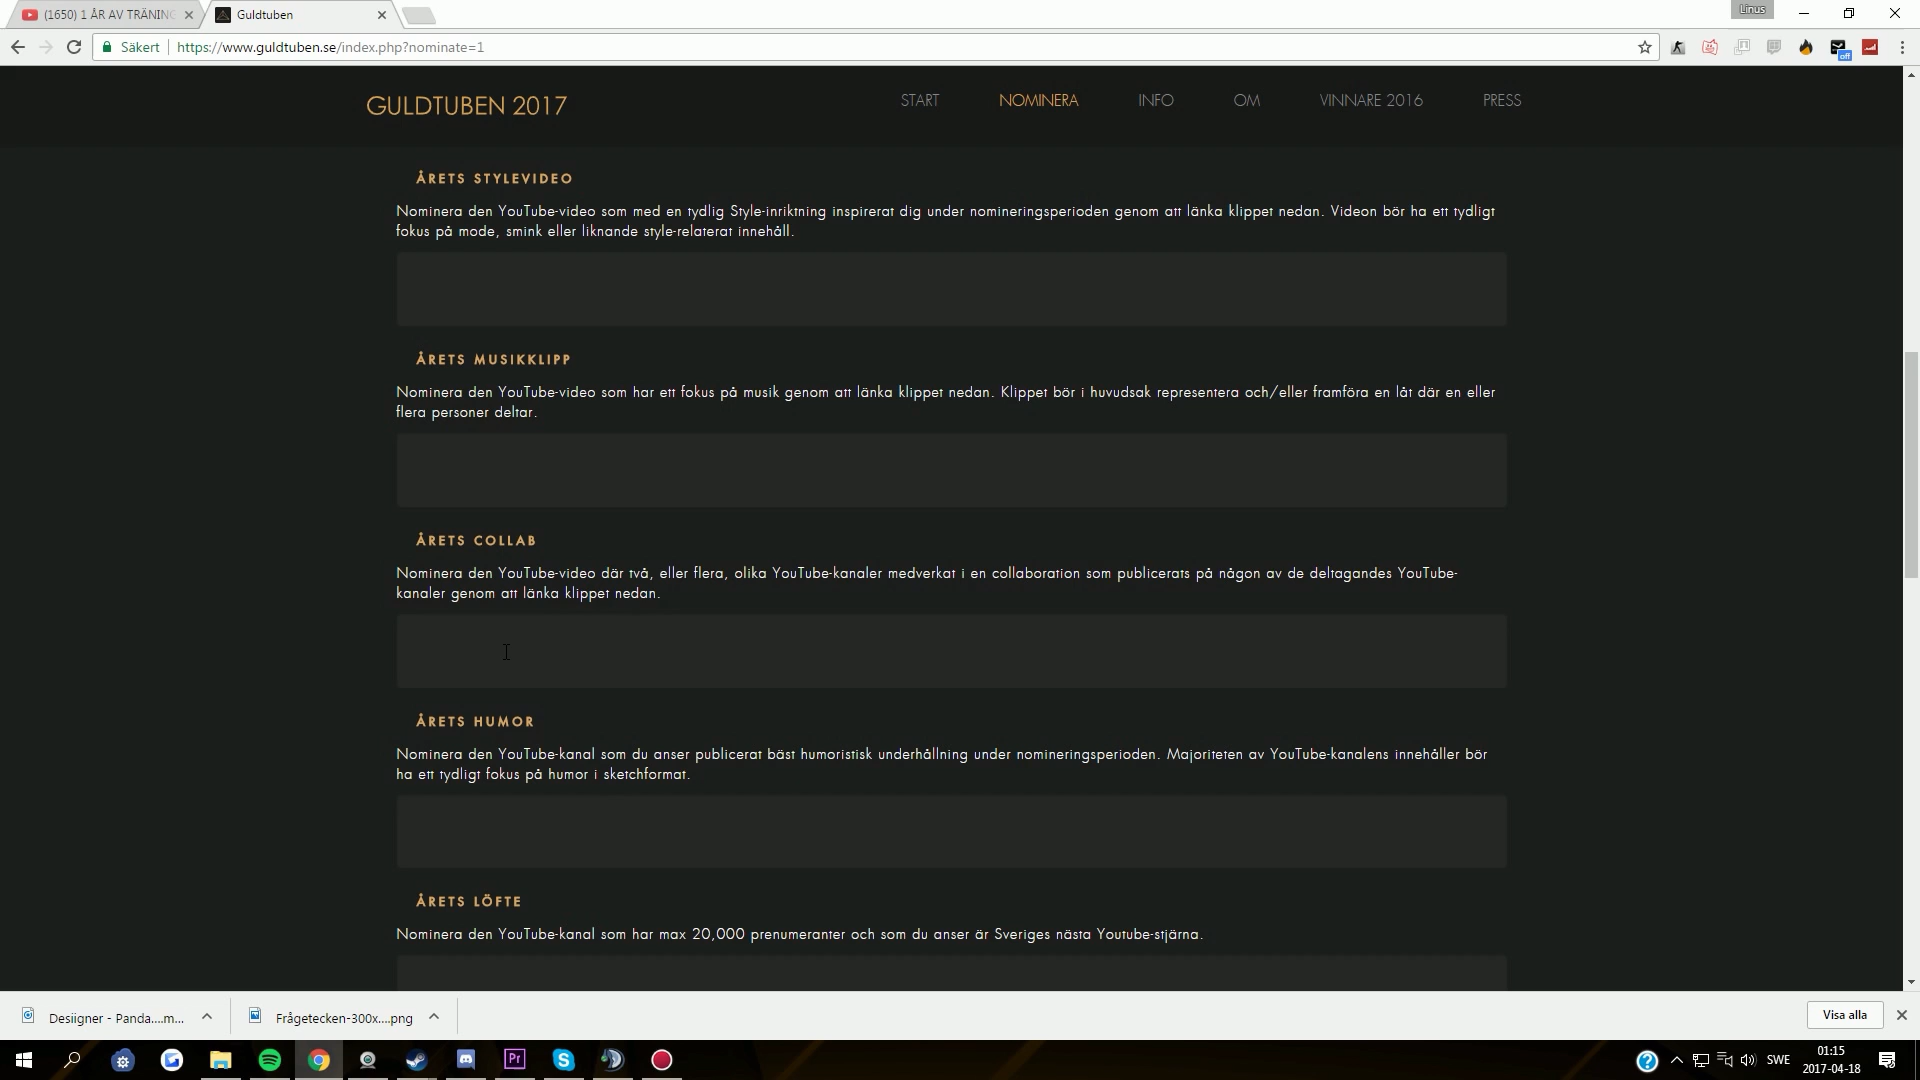 (1650) 1 ÅR AV TRÄNING
Guldtuben
Linus
Säkert
https://www.guldtuben.se/index.php?nominate=1
off
GULDTUBEN 2017
START
NOMINERA
INFO
OM
VINNARE 2016
PRESS
ÅRETS STYLEVIDEO
Nominera den YouTube-video som med en tydlig Style-inriktning inspirerat dig under nomineringsperioden genom att länka klippet nedan. Videon bör ha ett tydligt
fokus på mode, smink eller liknande style-relaterat innehåll.
ÅRETS MUSIKKLIPP
Nominera den YouTube-video som har ett fokus på musik genom att länka klippet nedan. Klippet bör i huvudsak representera och/eller framföra en låt där en eller
flera personer deltar.
ÅRETS COLLAB
Nominera den YouTube-video där två, eller flera, olika YouTube-kanaler medverkat i en collaboration som publicerats på någon av de deltagandes YouTube-
kanaler genom att länka klippet nedan.
ÅRETS HUMOR
Nominera den YouTube-kanal som du anser publicerat bäst humoristisk underhållning under nomineringsperioden. Majoriteten av YouTube-kanalens innehåller bör
ha ett tydligt fokus på humor i sketchformat.
ÅRETS LÖFTE
Nominera den YouTube-kanal som har max 20,000 prenumeranter och som du anser är Sveriges nästa Youtube-stjärna.
Desiigner - Panda....m...
Frågetecken-300x....png
Visa alla
Pr
SWE
01:15
2017-04-18